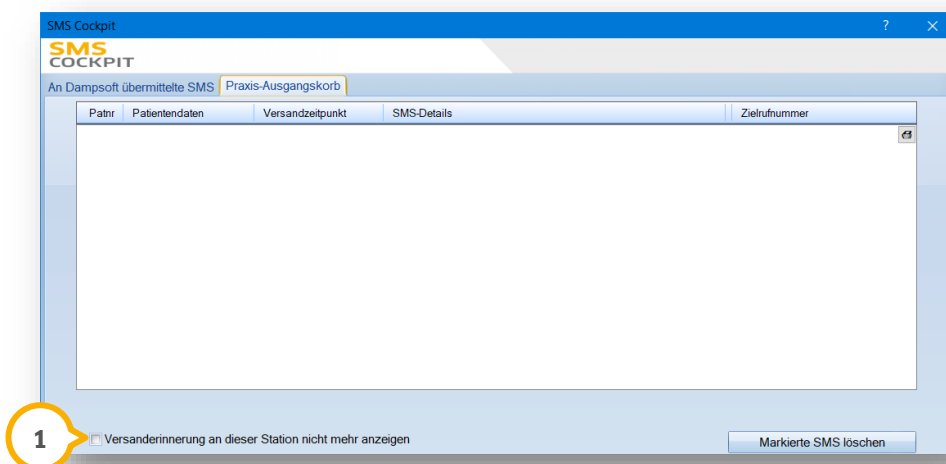 SMS Cockpit ?
SMS
COCKPIT
An Dampsoft übermittelte SMS Praxis-Ausgangskorb
Patnr Patientendaten Versandzeitpunkt SMS-Details Zielrufnummer
1 Versanderinnerung an dieser Station nicht mehr anzeigen Markierte SMS löschen